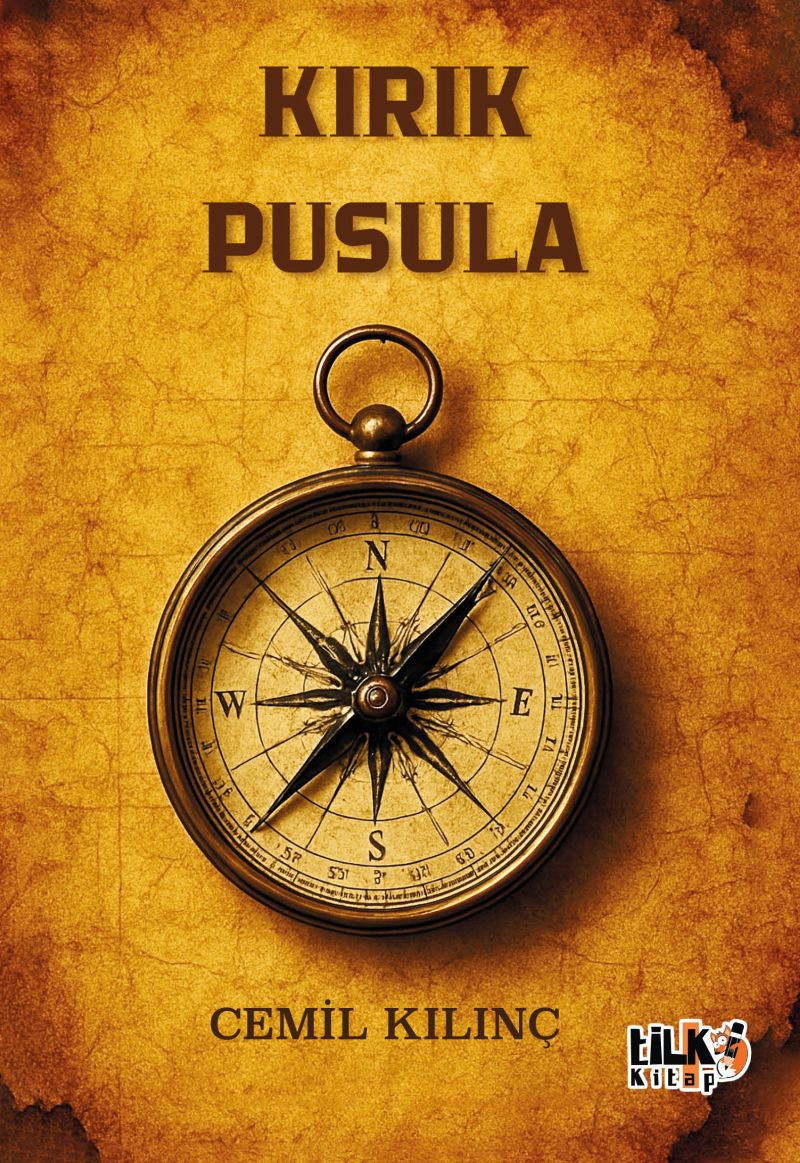 KIRIK
PUSULA
N
W
E
S
CEMİL KILINÇ
tilki
Kitap